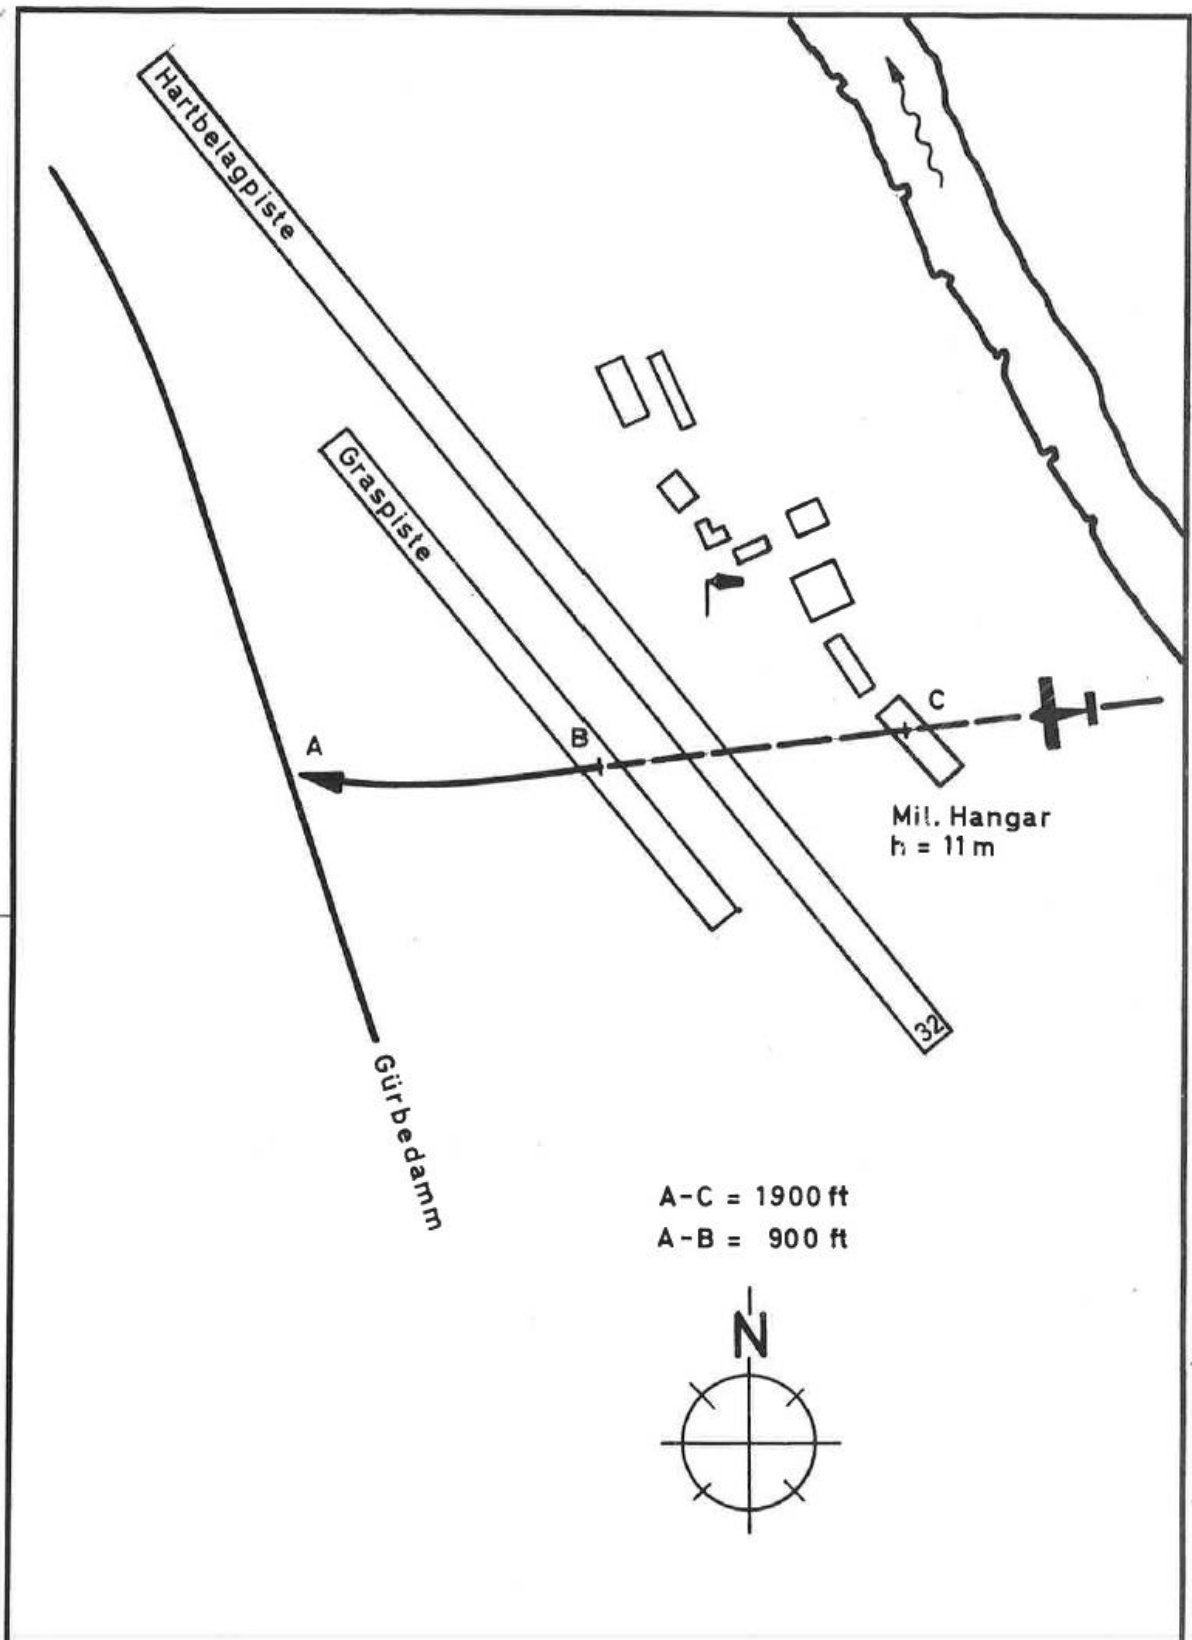 Hartbelagpiste
Graspiste
A
B
C
Mil. Hangar
h = 11 m
32
Gürbedamm
A-C = 1900 ft
A-B = 900 ft
N